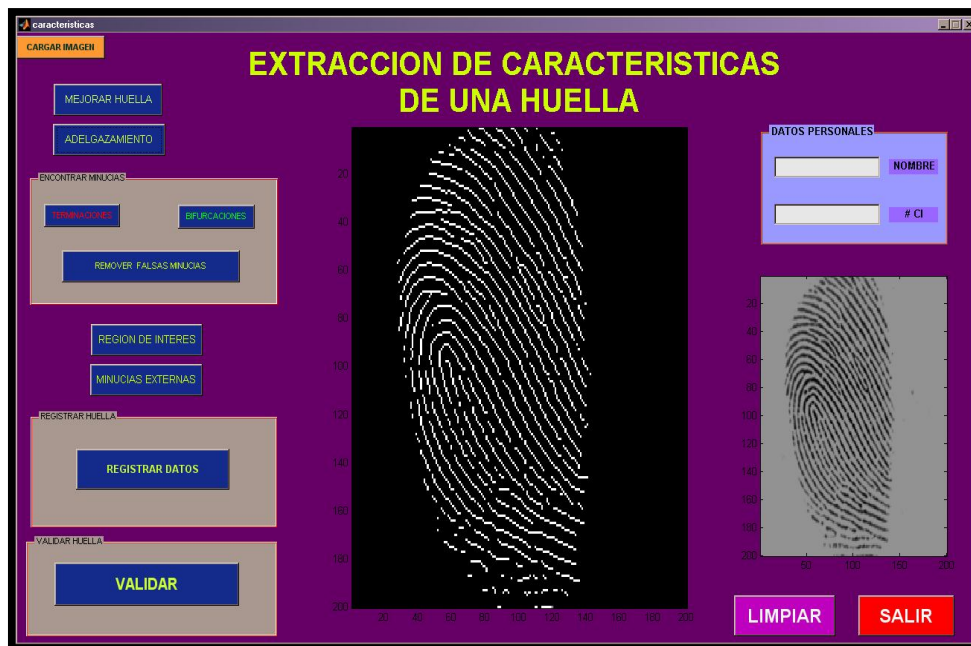 caracteristicas
CARGAR IMAGEN
EXTRACCION DE CARACTERISTICAS
DE UNA HUELLA
MEJORAR HUELLA
ADELGAZAMIENTO
ENCONTRAR MINUCIAS
TERMINACIONES
BIFURCACIONES
REMOVER FALSAS MINUCIAS
REGION DE INTERES
MINUCIAS EXTERNAS
REGISTRAR HUELLA
REGISTRAR DATOS
VALIDAR HUELLA
VALIDAR
20
40
60
80
100
120
140
160
180
200
20 40 60 80 100 120 140 160 180 200
DATOS PERSONALES
NOMBRE
# CI
20
40
60
80
100
120
140
160
180
200
50 100 150 200
LIMPIAR
SALIR